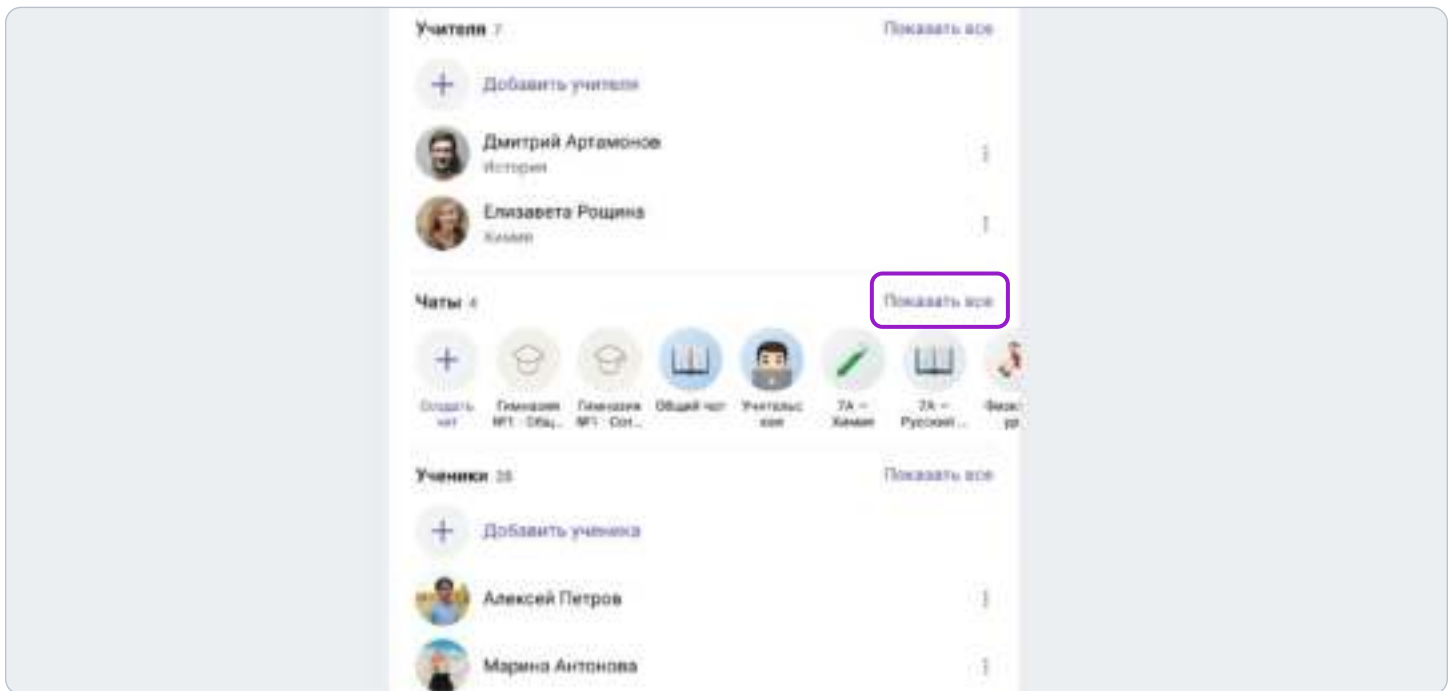 Учителя 7
Показать все
Добавить учителя
Дмитрий Артамонов
История
Елизавета Рощина
Химия
Чаты 4
Показать все
Создать чат
Гимназия №1 - Общ...
Гимназия №1 - Сот...
Общий чат
Учительс кая
7А – Химия
7А – Русский ...
Ученики 28
Показать все
Добавить ученика
Алексей Петров
Марина Антонова